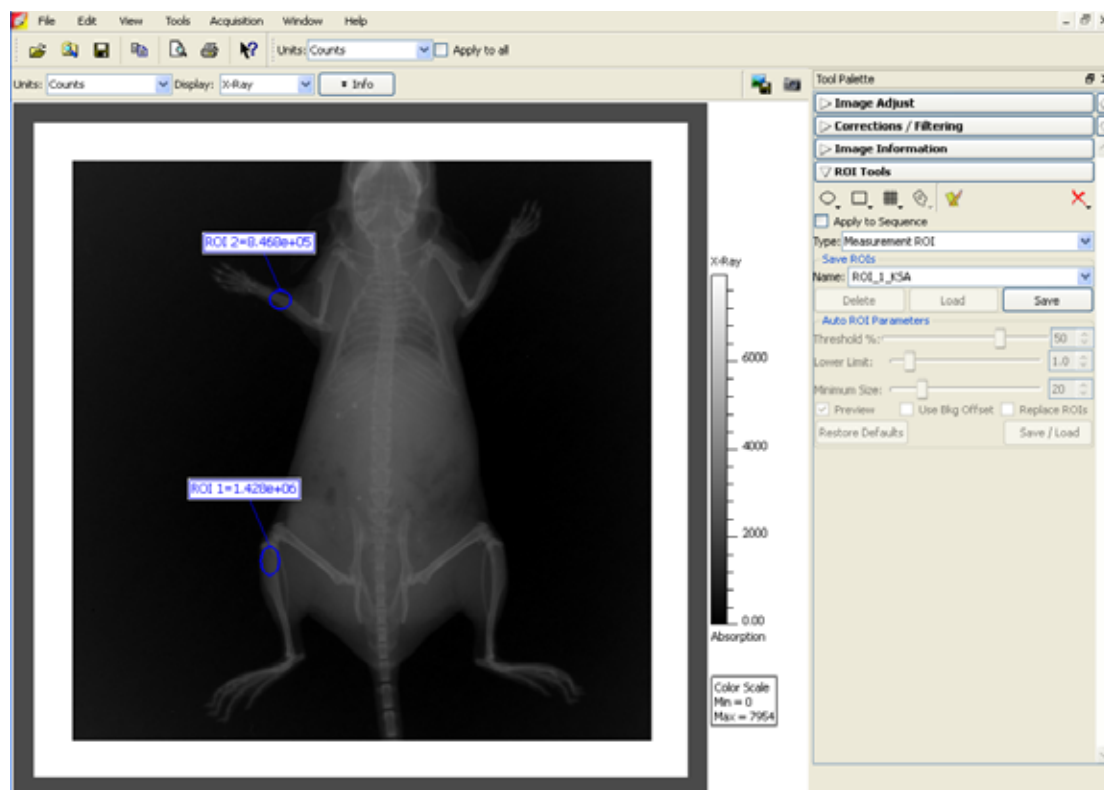 File Edit View Tools Acquisition Window Help
Units: Counts Apply to all
Units: Counts Display: X-Ray Info
Tool Palette
Image Adjust
Corrections / Filtering
Image Information
ROI Tools
Apply to Sequence
Type: Measurement ROI
Save ROIs
Name: ROI_1_KSA
Delete Load Save
Auto ROI Parameters
Threshold %: 50
Lower Limit: 1.0
Minimum Size: 20
Preview Use Bkg Offset Replace ROIs
Restore Defaults Save / Load
ROI 2=8.468e+05
ROI 1=1.428e+06
X-Ray
6000
4000
2000
0.00
Absorption
Color Scale
Min = 0
Max = 7954